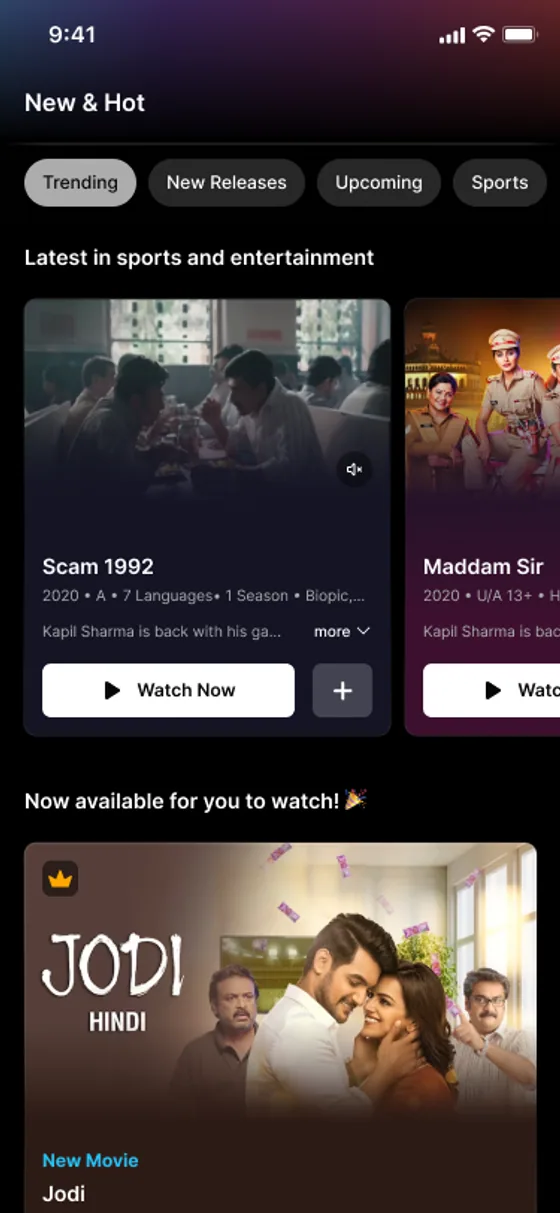 9:41
New & Hot
Trending
New Releases
Upcoming
Sports
Latest in sports and entertainment
Scam 1992
2020 • A • 7 Languages• 1 Season • Biopic,...
Kapil Sharma is back with his ga...
more
Watch Now
Maddam Sir
2020 • U/A 13+ • H
Kapil Sharma is bac
Watc
Now available for you to watch! 🎉
JODI
HINDI
New Movie
Jodi